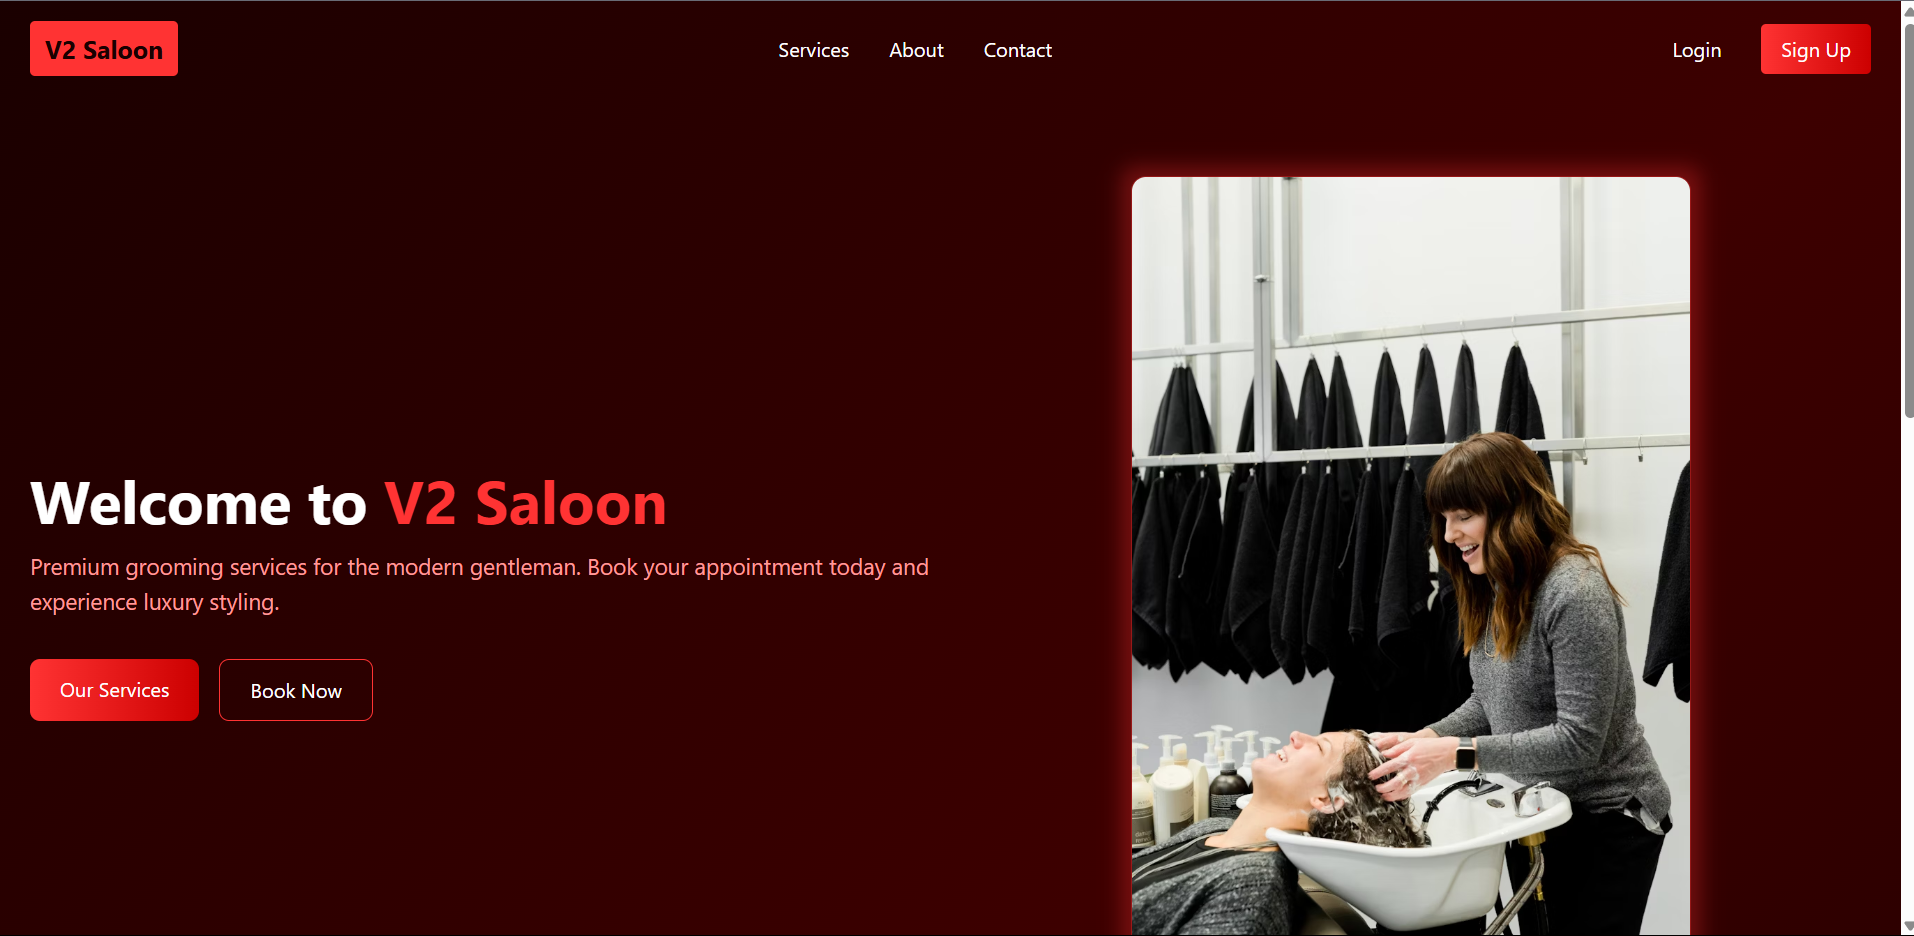 V2 Saloon
Services
About
Contact
Login
Sign Up
Welcome to V2 Saloon
Premium grooming services for the modern gentleman. Book your appointment today and
experience luxury styling.
Our Services
Book Now